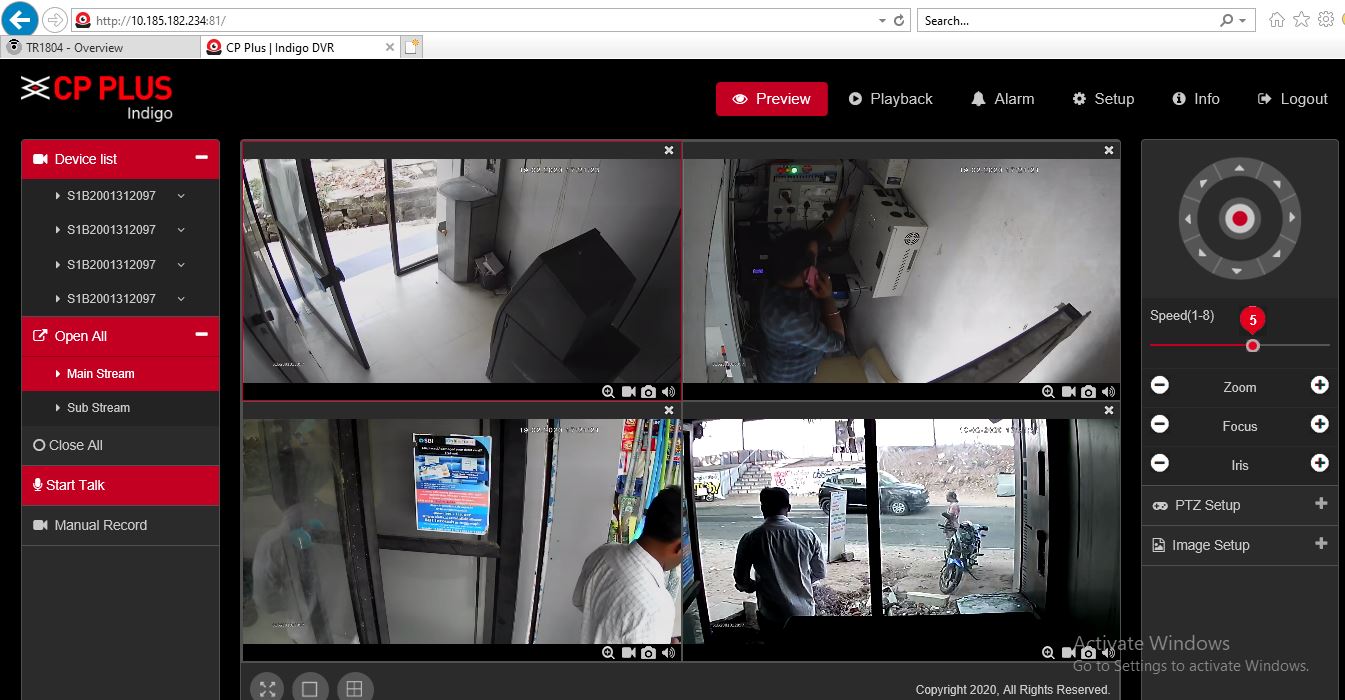 http://10.185.182.234:81/
Search...
TR1804 - Overview
CP Plus | Indigo DVR
CP PLUS
Indigo
Preview
Playback
Alarm
Setup
Info
Logout
Device list
S1B2001312097
S1B2001312097
S1B2001312097
S1B2001312097
Open All
Main Stream
Sub Stream
Close All
Start Talk
Manual Record
SBI
Speed(1-8)
5
Zoom
Focus
Iris
PTZ Setup
Image Setup
Activate Windows
Go to Settings to activate Windows.
Copyright 2020, All Rights Reserved.